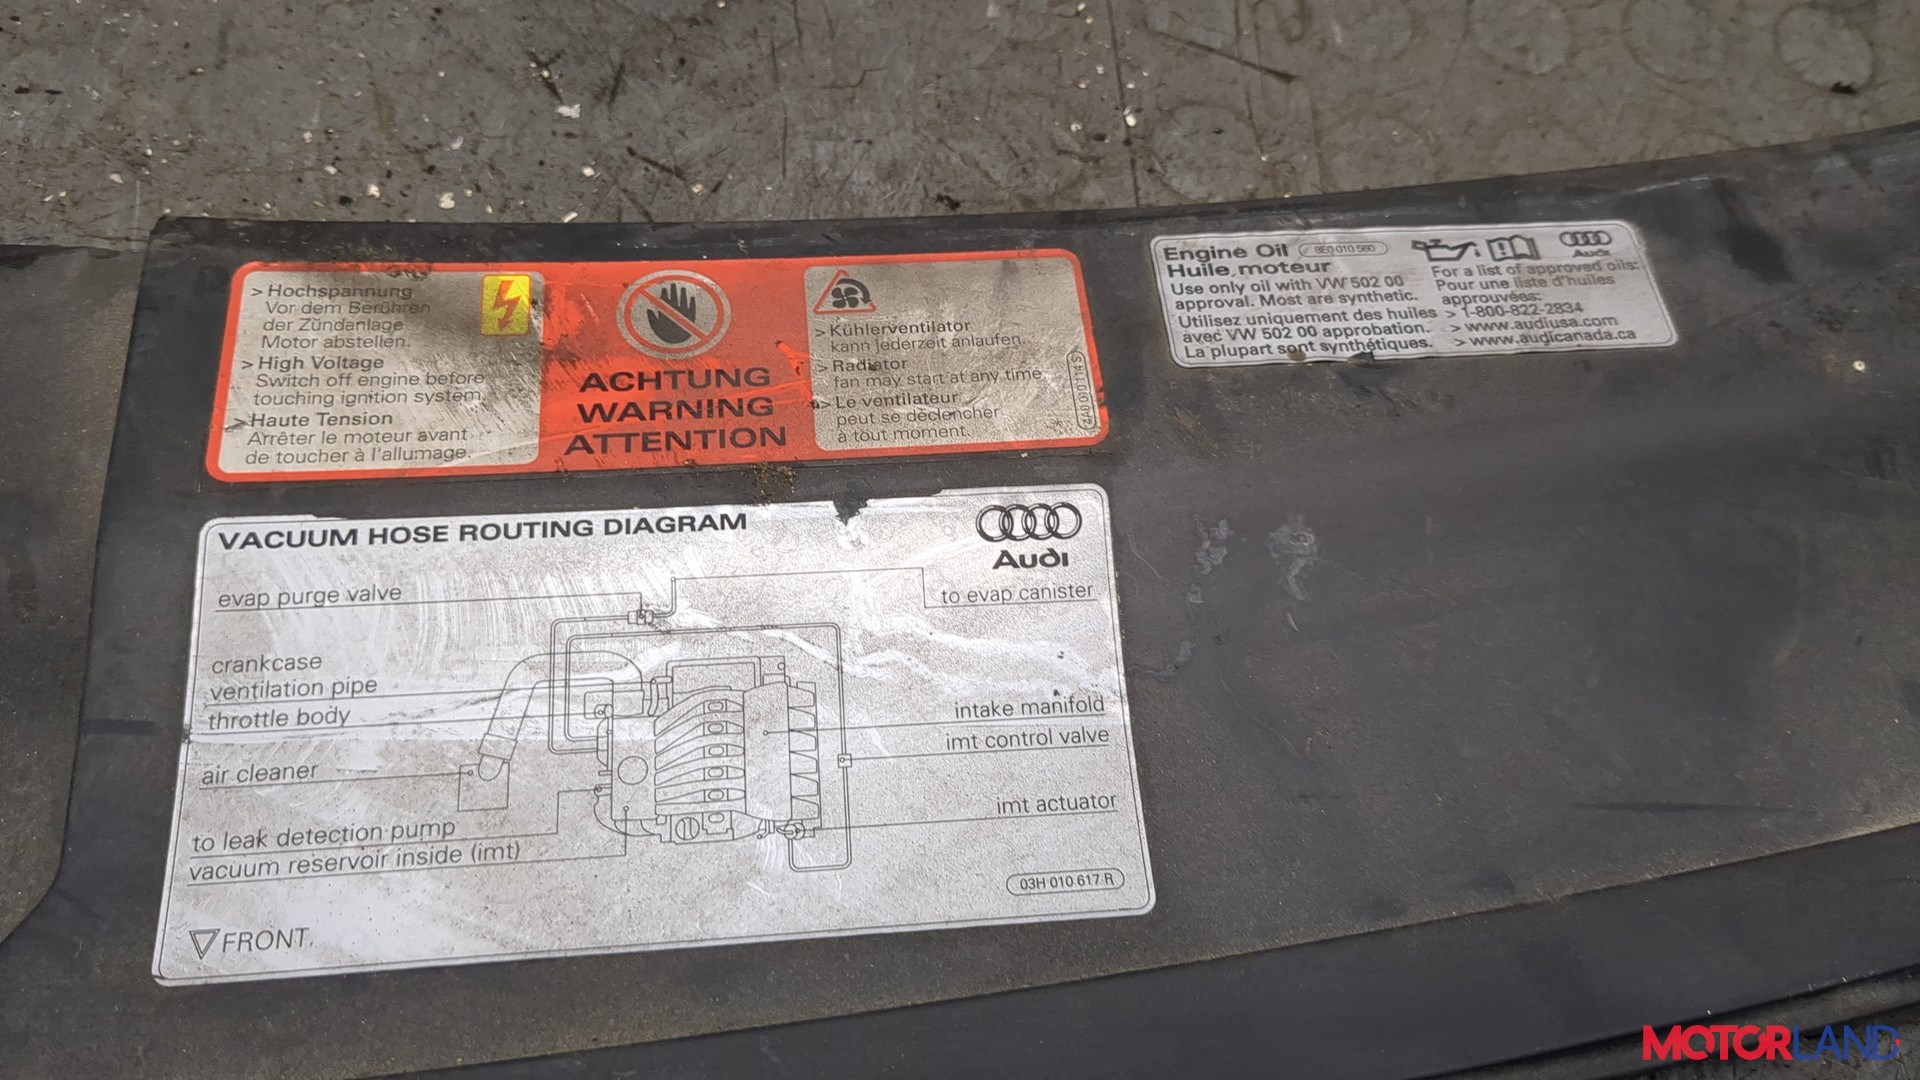 > Hochspannung
Vor dem Berühren
der Zündanlage
Motor abstellen.
> High Voltage
Switch off engine before
touching ignition system.
> Haute Tension
Arrêter le moteur avant
de toucher à l'allumage.
ACHTUNG
WARNING
ATTENTION
> Kühlerventilator
kann jederzeit anlaufen.
> Radiator
fan may start at any time.
> Le ventilateur
peut se déclencher
à tout moment.
4A0 010 114 S
Engine Oil 8E0 010 560
Huile moteur
Use only oil with VW 502 00
approval. Most are synthetic.
Utilisez uniquement des huiles
avec VW 502 00 approbation.
La plupart sont synthétiques.
Audi
For a list of approved oils:
Pour une liste d'huiles
approuvées:
> 1-800-822-2834
> www.audiusa.com
> www.audicanada.ca
VACUUM HOSE ROUTING DIAGRAM
Audi
evap purge valve
to evap canister
crankcase
ventilation pipe
throttle body
intake manifold
imt control valve
air cleaner
imt actuator
to leak detection pump
vacuum reservoir inside (imt)
03H 010 617 R
FRONT
MOTORLAND